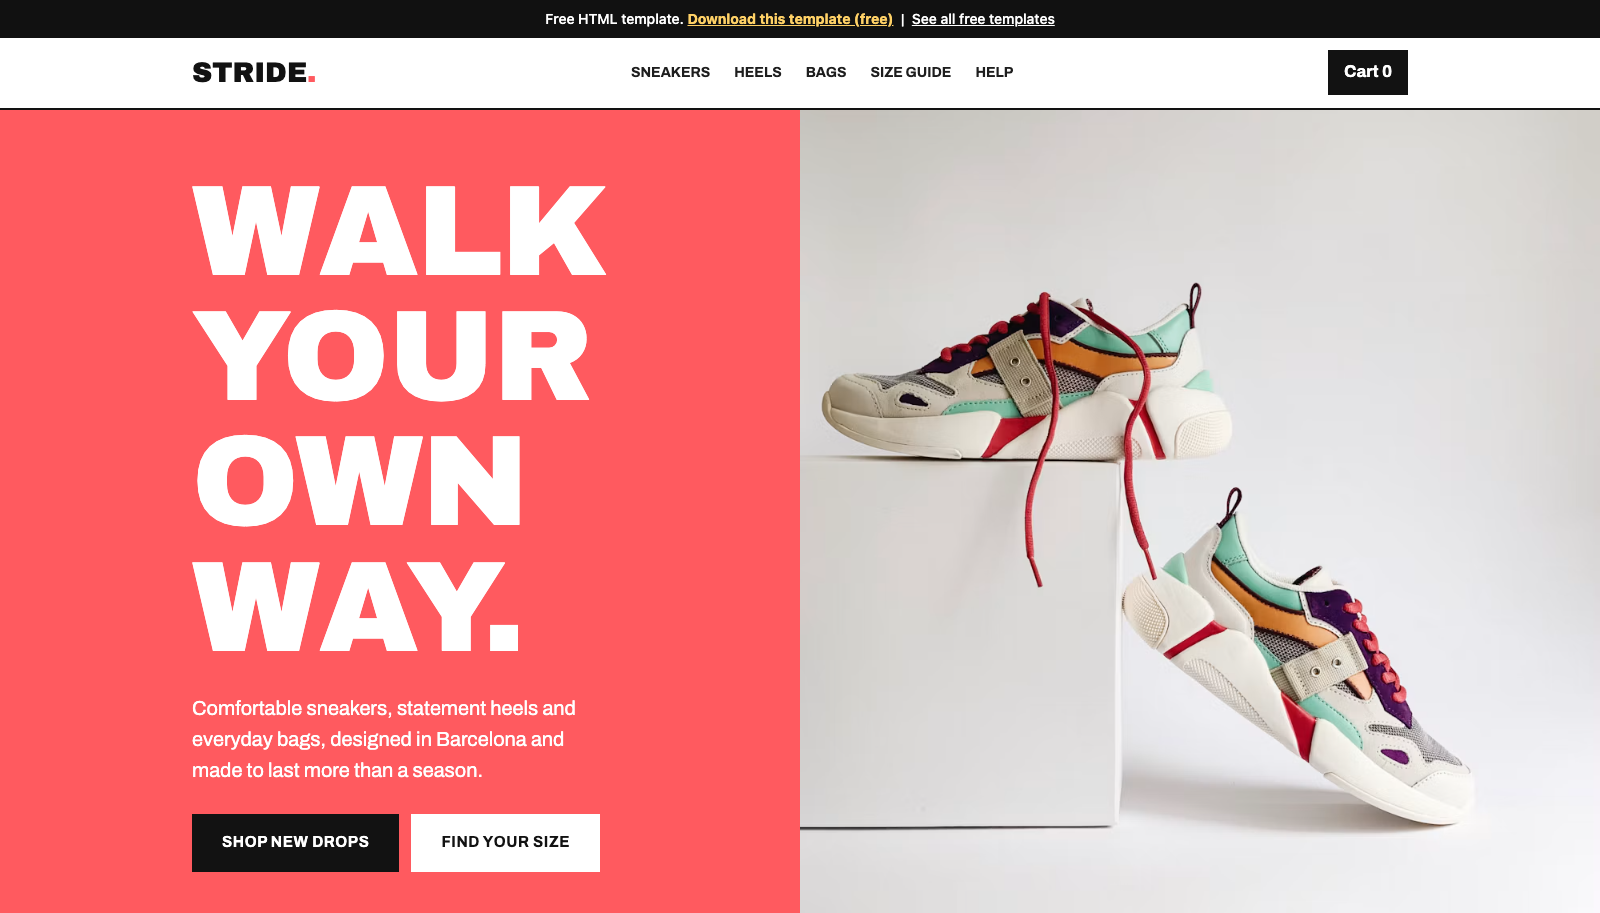 Free HTML template. Download this template (free) | See all free templates
STRIDE.
SNEAKERS HEELS BAGS SIZE GUIDE HELP
Cart 0
WALK
YOUR
OWN
WAY.
Comfortable sneakers, statement heels and
everyday bags, designed in Barcelona and
made to last more than a season.
SHOP NEW DROPS
FIND YOUR SIZE